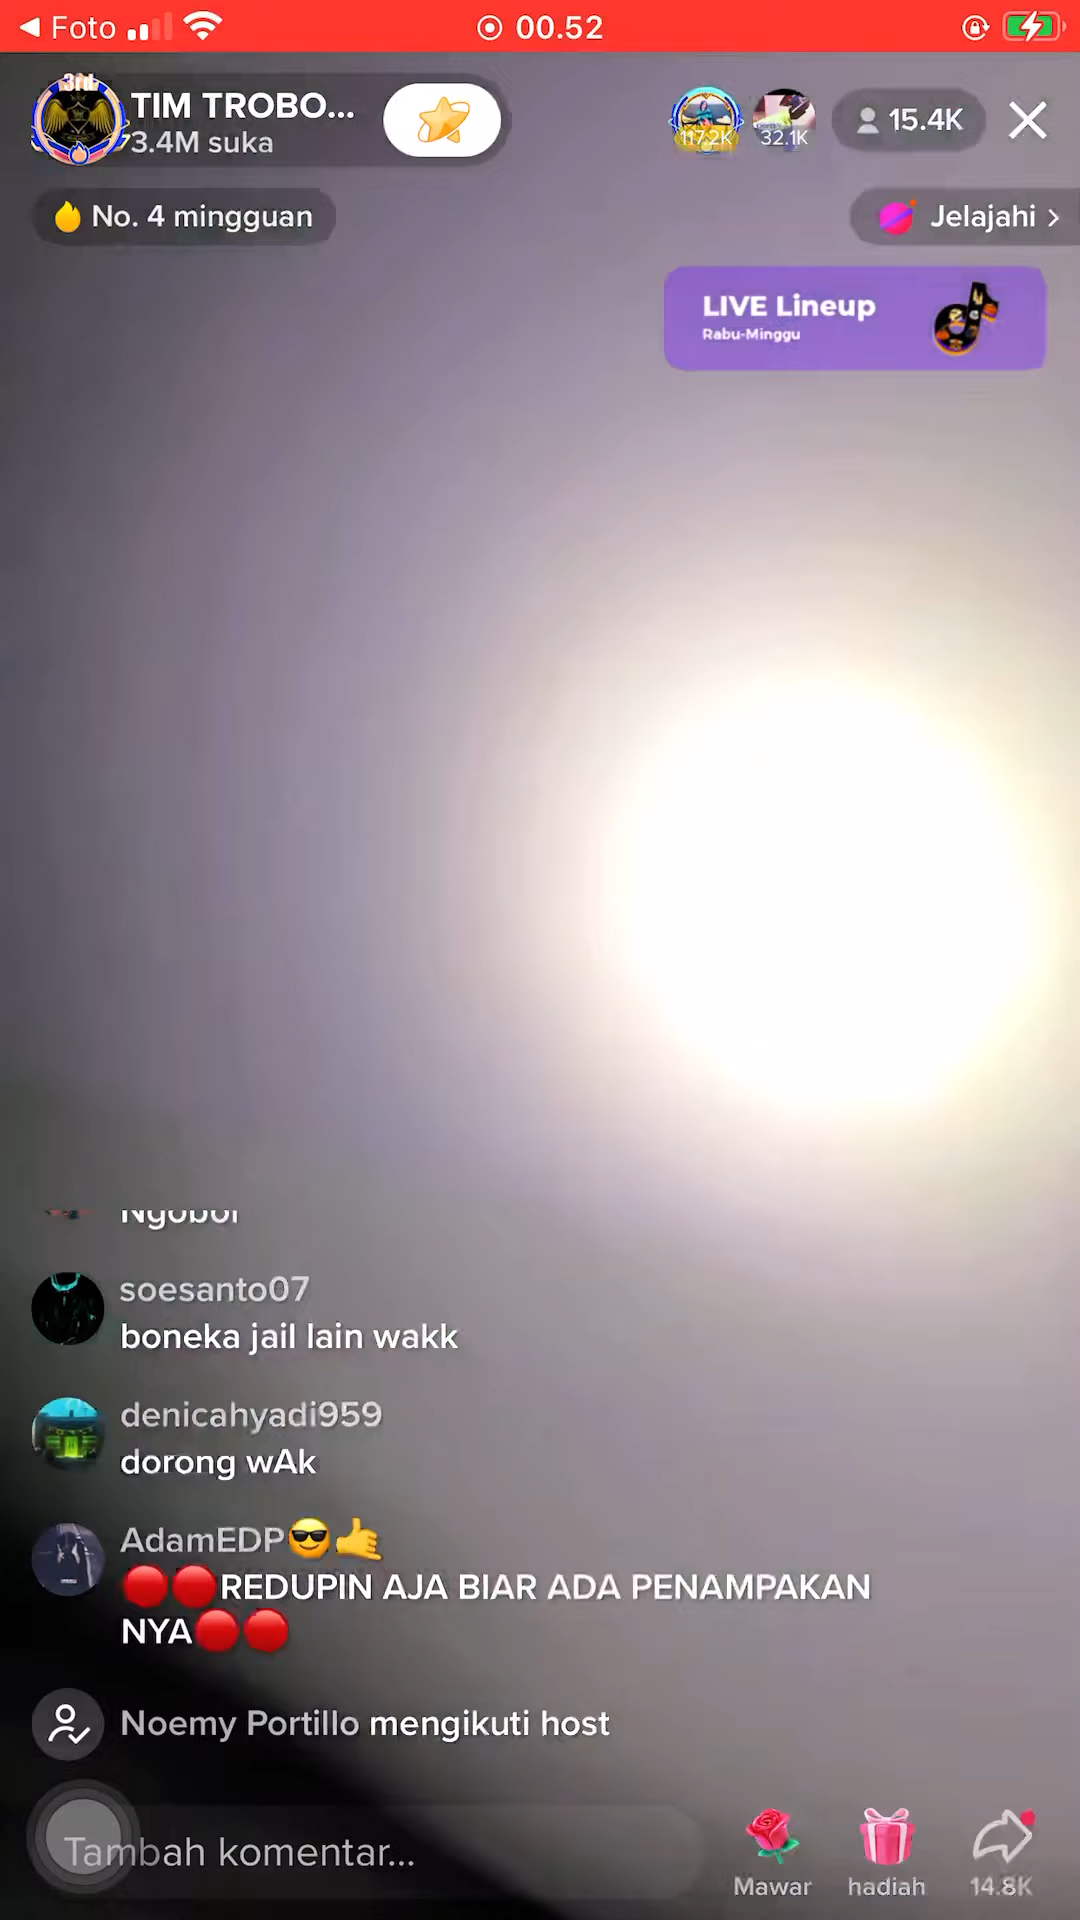 Foto
00.52
3rd
TIM TROBO...
3.4M suka
117.2K
32.1K
15.4K
No. 4 mingguan
Jelajahi
LIVE Lineup
Rabu-Minggu
soesanto07
boneka jail lain wakk
denicahyadi959
dorong wAk
AdamEDP😎🤙
🔴🔴REDUPIN AJA BIAR ADA PENAMPAKAN
NYA🔴🔴
Noemy Portillo mengikuti host
Tambah komentar...
Mawar
hadiah
14.8K